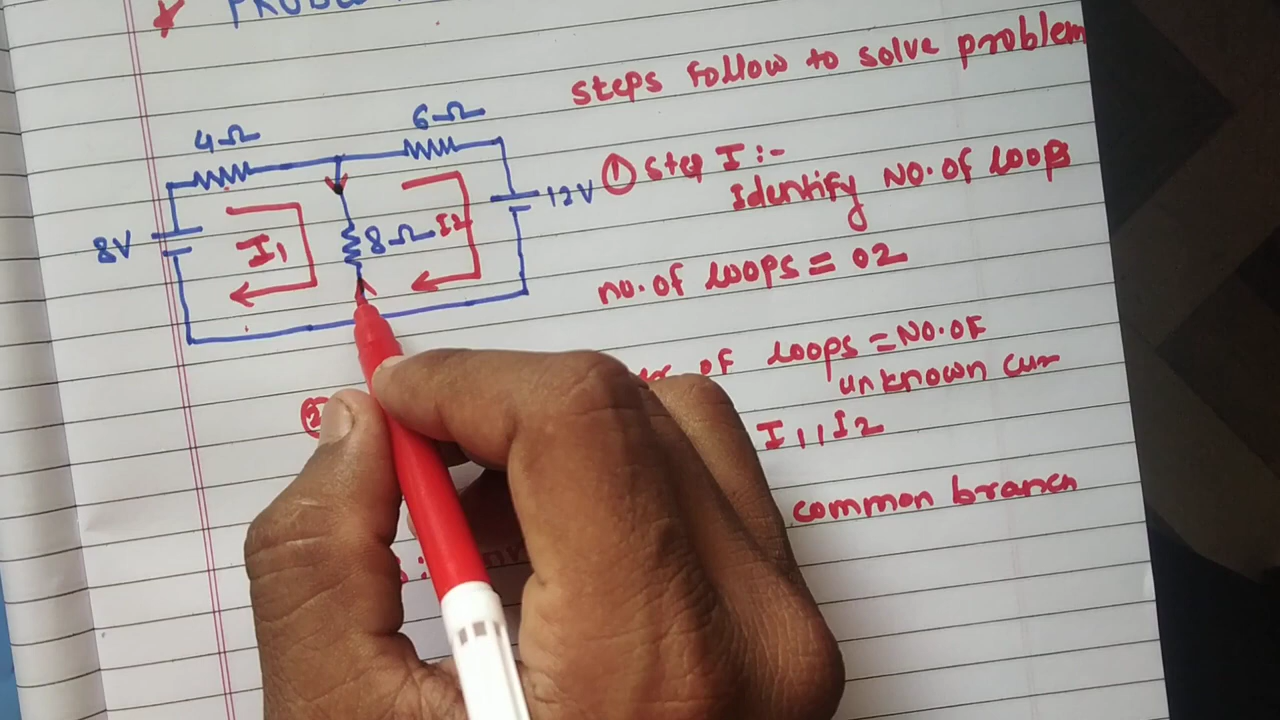 steps follow to solve problem
4Ω
6Ω
① Step I :-
Identify No. of loops
8V
I1
8Ω
I2
12V
no. of loops = 02
of loops = No. of
unknown curr
I1, I2
common branch